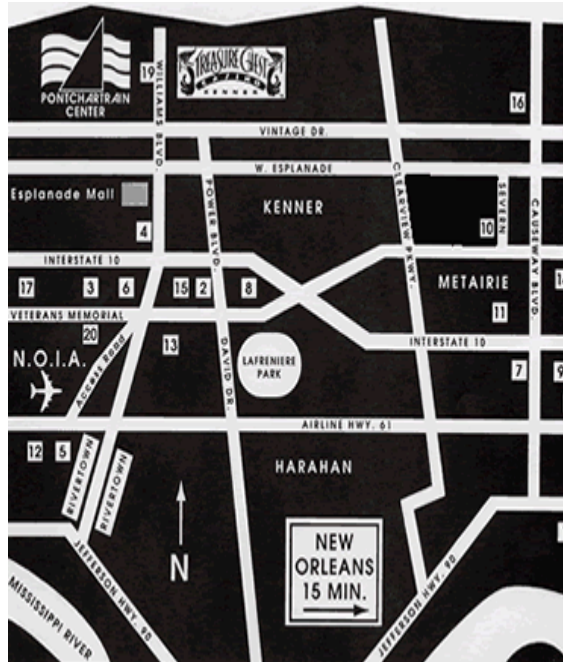 PONTCHARTRAIN
CENTER
19
WILLIAMS BLVD.
TREASURE CHEST
CASINO
KENNER
16
VINTAGE DR.
W. ESPLANADE
Esplanade Mall
POWER BLVD.
KENNER
CLEARVIEW PKWY.
SEVERN
CAUSEWAY BLVD.
4
10
INTERSTATE 10
METAIRIE
17
3
6
15
2
8
11
VETERANS MEMORIAL
20
13
INTERSTATE 10
N.O.I.A.
Access Road
DAVID DR.
LAFRENIERE
PARK
7
9
AIRLINE HWY. 61
12
5
RIVERTOWN
RIVERTOWN
HARAHAN
N
NEW
ORLEANS
15 MIN.
JEFFERSON HWY. 90
JEFFERSON HWY. 90
MISSISSIPPI RIVER